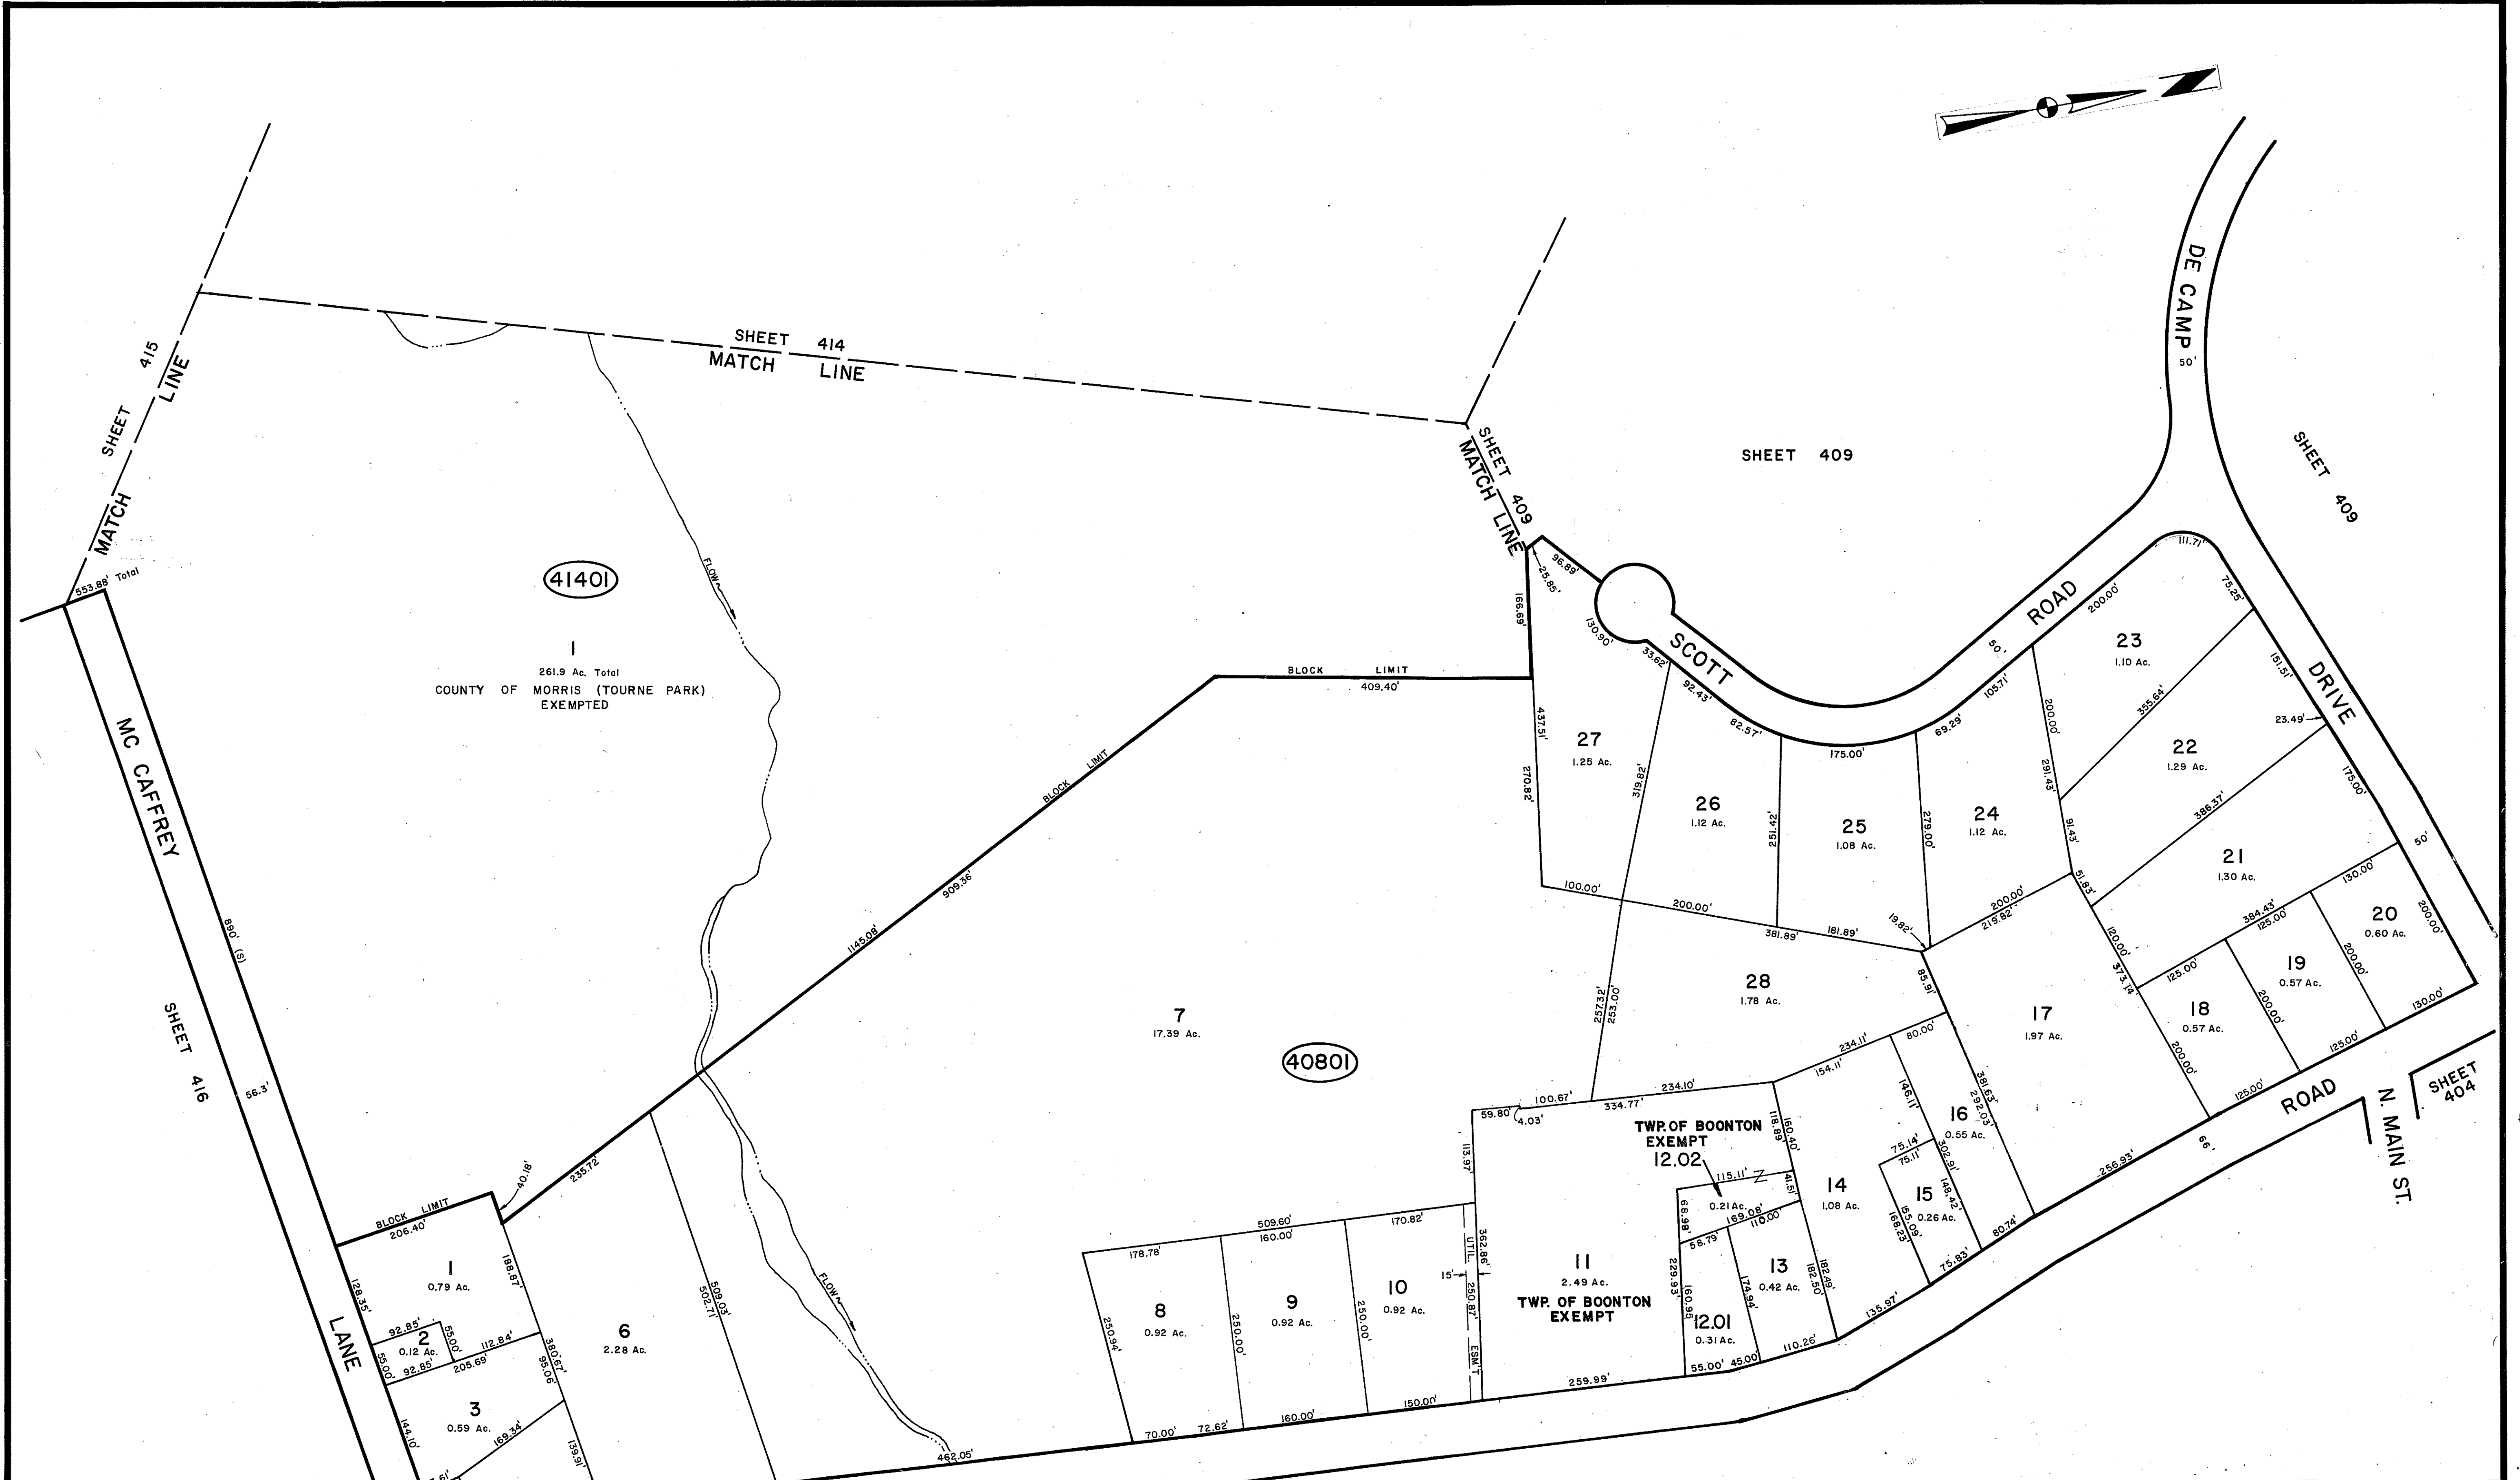 SHEET 415
MATCH LINE
SHEET 414
MATCH LINE
SHEET 409
MATCH LINE
SHEET 409
SHEET 409
DE CAMP
50'
DRIVE
50'
SCOTT
ROAD
50'
553.88' Total
41401
1
261.9 Ac. Total
COUNTY OF MORRIS (TOURNE PARK)
EXEMPTED
FLOW
MC CAFFREY
LANE
890' (S)
56.3'
SHEET 416
BLOCK LIMIT
409.40'
BLOCK LIMIT
909.36'
1145.08'
235.72'
40.18'
BLOCK LIMIT
206.40'
96.89'
25.85'
166.69'
130.90'
33.62'
92.43'
82.57'
175.00'
69.29'
105.71'
200.00'
111.71'
75.25'
151.51'
23.49'
175.00'
23
1.10 Ac.
355.64'
200.00'
291.43'
91.43'
22
1.29 Ac.
386.37'
21
1.30 Ac.
51.83'
27
1.25 Ac.
437.51'
270.82'
319.82'
100.00'
26
1.12 Ac.
251.42'
200.00'
381.89'
25
1.08 Ac.
279.00'
181.89'
19.82'
24
1.12 Ac.
200.00'
219.82'
130.00'
384.43'
125.00'
125.00'
20
0.60 Ac.
200.00'
200.00'
130.00'
19
0.57 Ac.
200.00'
125.00'
18
0.57 Ac.
120.00'
373.14'
200.00'
125.00'
17
1.97 Ac.
85.91'
381.63'
292.03'
256.93'
66'
ROAD
N. MAIN ST.
SHEET
404
28
1.78 Ac.
257.32'
253.00'
234.11'
80.00'
154.11'
234.10'
100.67'
334.77'
59.80'
4.03'
7
17.39 Ac.
40801
113.97'
362.86'
250.87'
TWP. OF BOONTON
EXEMPT
12.02
115.11'
0.21 Ac.
68.98'
169.08'
110.00'
58.79'
118.89'
160.40'
41.51'
14
1.08 Ac.
146.11'
16
0.55 Ac.
75.14'
75.11'
302.91'
148.42'
15
0.26 Ac.
155.09'
168.23'
80.74'
75.83'
135.97'
182.49'
182.50'
13
0.42 Ac.
174.94'
110.26'
12.01
0.31 Ac.
229.93'
160.95
55.00'
45.00'
11
2.49 Ac.
TWP. OF BOONTON
EXEMPT
259.99'
15'
UTIL.
ESM'T
10
0.92 Ac.
170.82'
150.00'
509.60'
9
0.92 Ac.
160.00'
250.00'
250.00'
160.00'
8
0.92 Ac.
178.78'
250.94'
70.00'
72.62'
462.05'
FLOW
6
2.28 Ac.
509.03'
502.71'
1
0.79 Ac.
188.87'
128.35'
2
0.12 Ac.
92.85'
55.00'
55.00'
92.85'
112.84'
205.69'
380.67'
95.06'
3
0.59 Ac.
144.10'
169.34'
139.91'